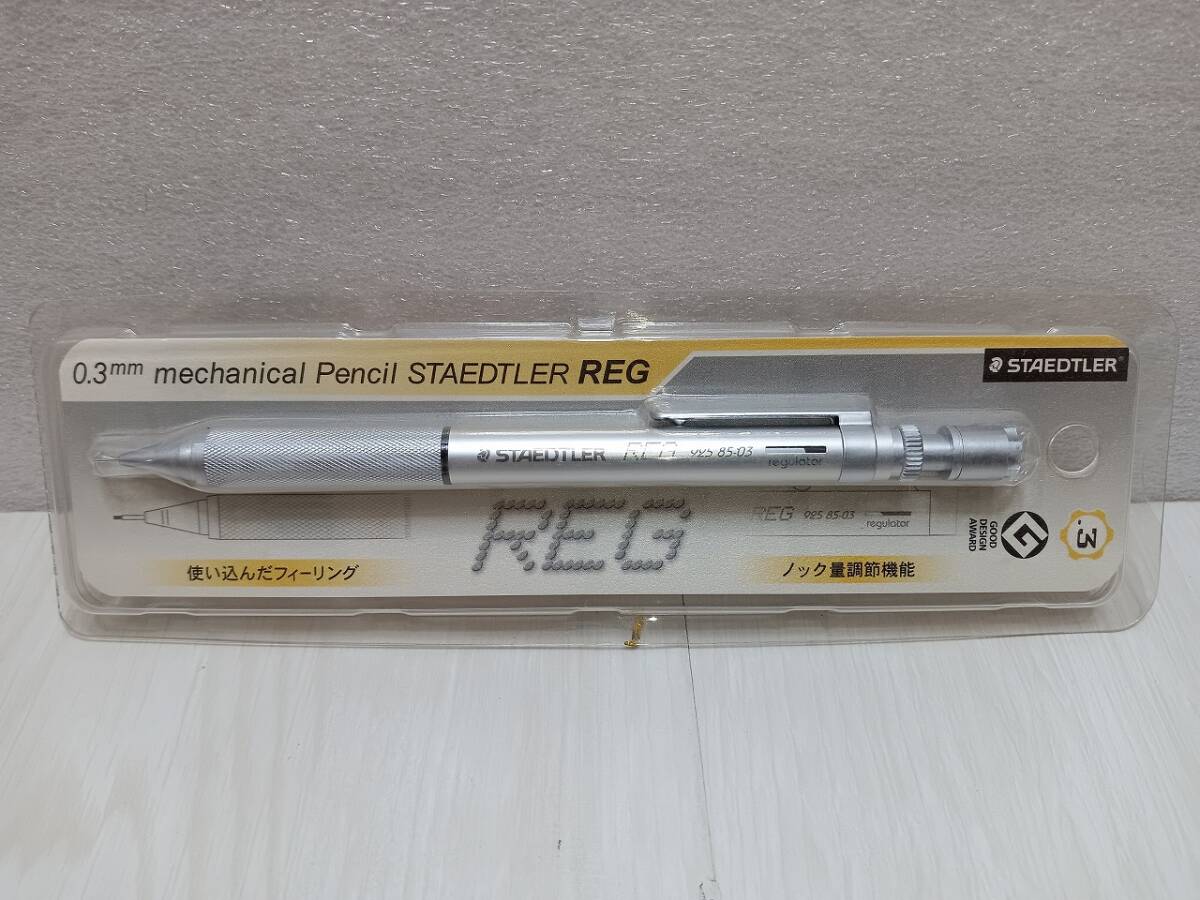 0.3mm mechanical Pencil STAEDTLER REG
STAEDTLER®
STAEDTLER REG 925 85-03
regulator
REG
REG 925 85-03
regulator
GOOD
DESIGN
AWARD
.3
使い込んだフィーリング
ノック量調節機能